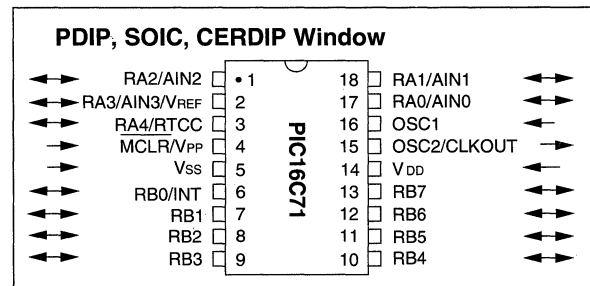 PDIP, SOIC, CERDIP Window
RA2/AIN2 • 1 18 RA1/AIN1
RA3/AIN3/VREF 2 17 RA0/AIN0
RA4/RTCC 3 16 OSC1
MCLR/VPP 4 15 OSC2/CLKOUT
VSS 5 14 VDD
RB0/INT 6 13 RB7
RB1 7 12 RB6
RB2 8 11 RB5
RB3 9 10 RB4
PIC16C71